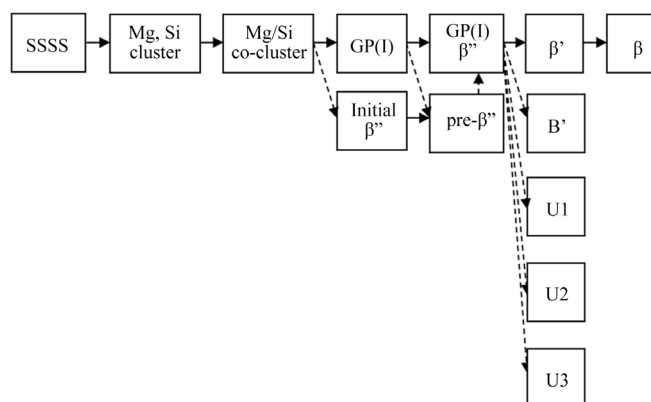 SSSS
Mg, Si
cluster
Mg/Si
co-cluster
GP(I)
GP(I)
β”
β’
β
Initial
β”
pre-β”
B’
U1
U2
U3